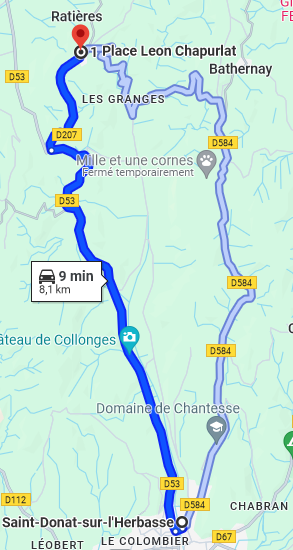 Ratières
1 Place Leon Chapurlat
D53
Bathernay
LES GRANGES
D207
D584
Mille et une cornes
Fermé temporairement
D53
9 min
8,1 km
D584
âteau de Collonges
D584
Domaine de Chantesse
D53
D584
D112
CHABRAN
Saint-Donat-sur-l'Herbasse
D67
LE COLOMBIER
LÉOBERT